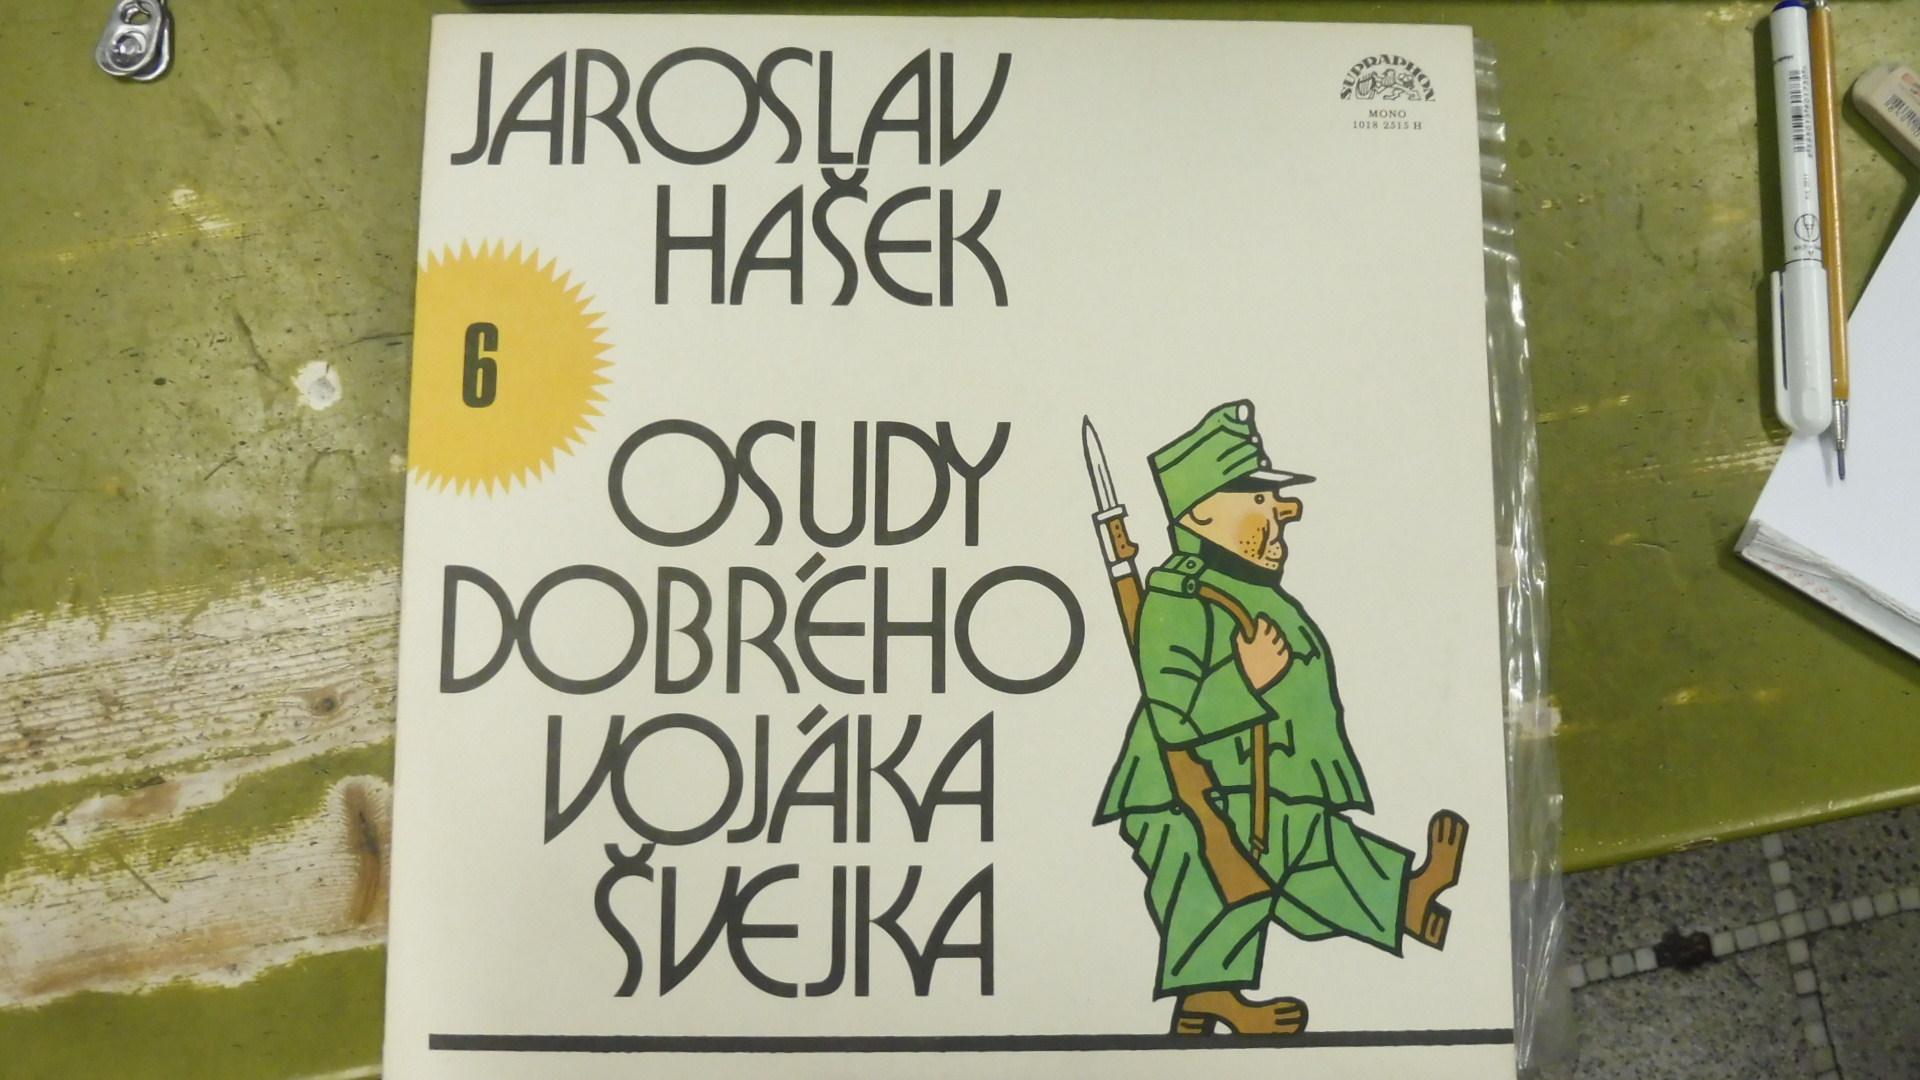 JAROSLAV
HAŠEK
SUPRAPHON
MONO
1018 2515 H
6
OSUDY
DOBRÉHO
VOJÁKA
ŠVEJKA